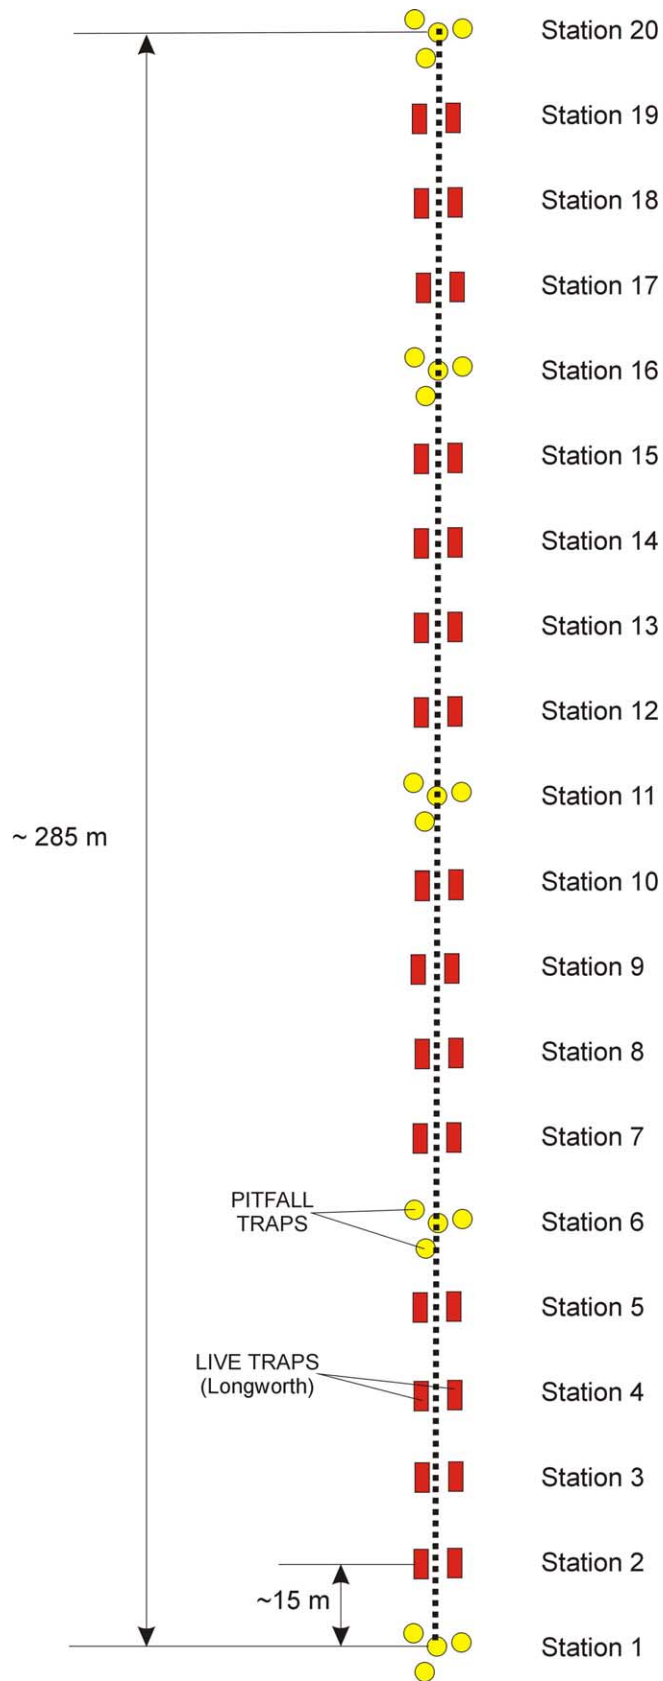 Station 20
Station 19
Station 18
Station 17
Station 16
Station 15
Station 14
Station 13
Station 12
Station 11
~ 285 m
Station 10
Station 9
Station 8
Station 7
PITFALL
TRAPS
Station 6
Station 5
LIVE TRAPS
(Longworth)
Station 4
Station 3
Station 2
~15 m
Station 1